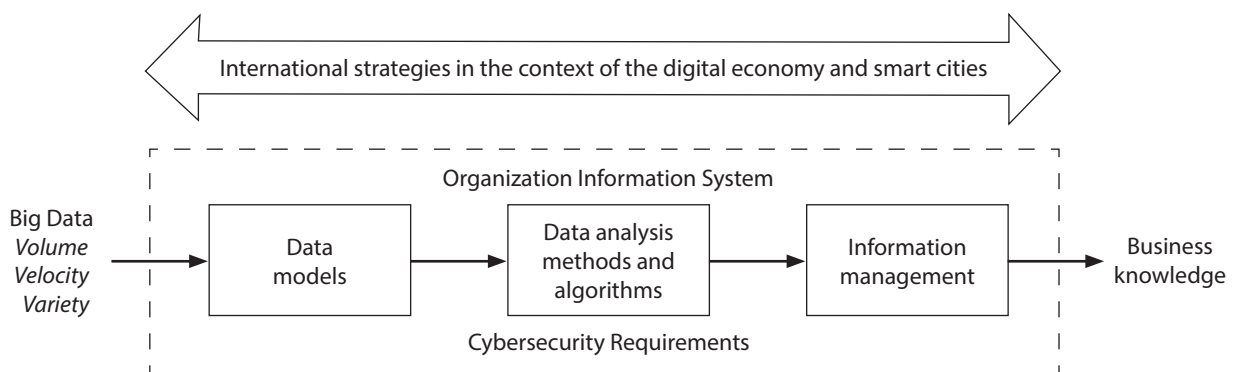 International strategies in the context of the digital economy and smart cities
Organization Information System
Big Data
Volume
Velocity
Variety
Data
models
Data analysis
methods and
algorithms
Information
management
Business
knowledge
Cybersecurity Requirements